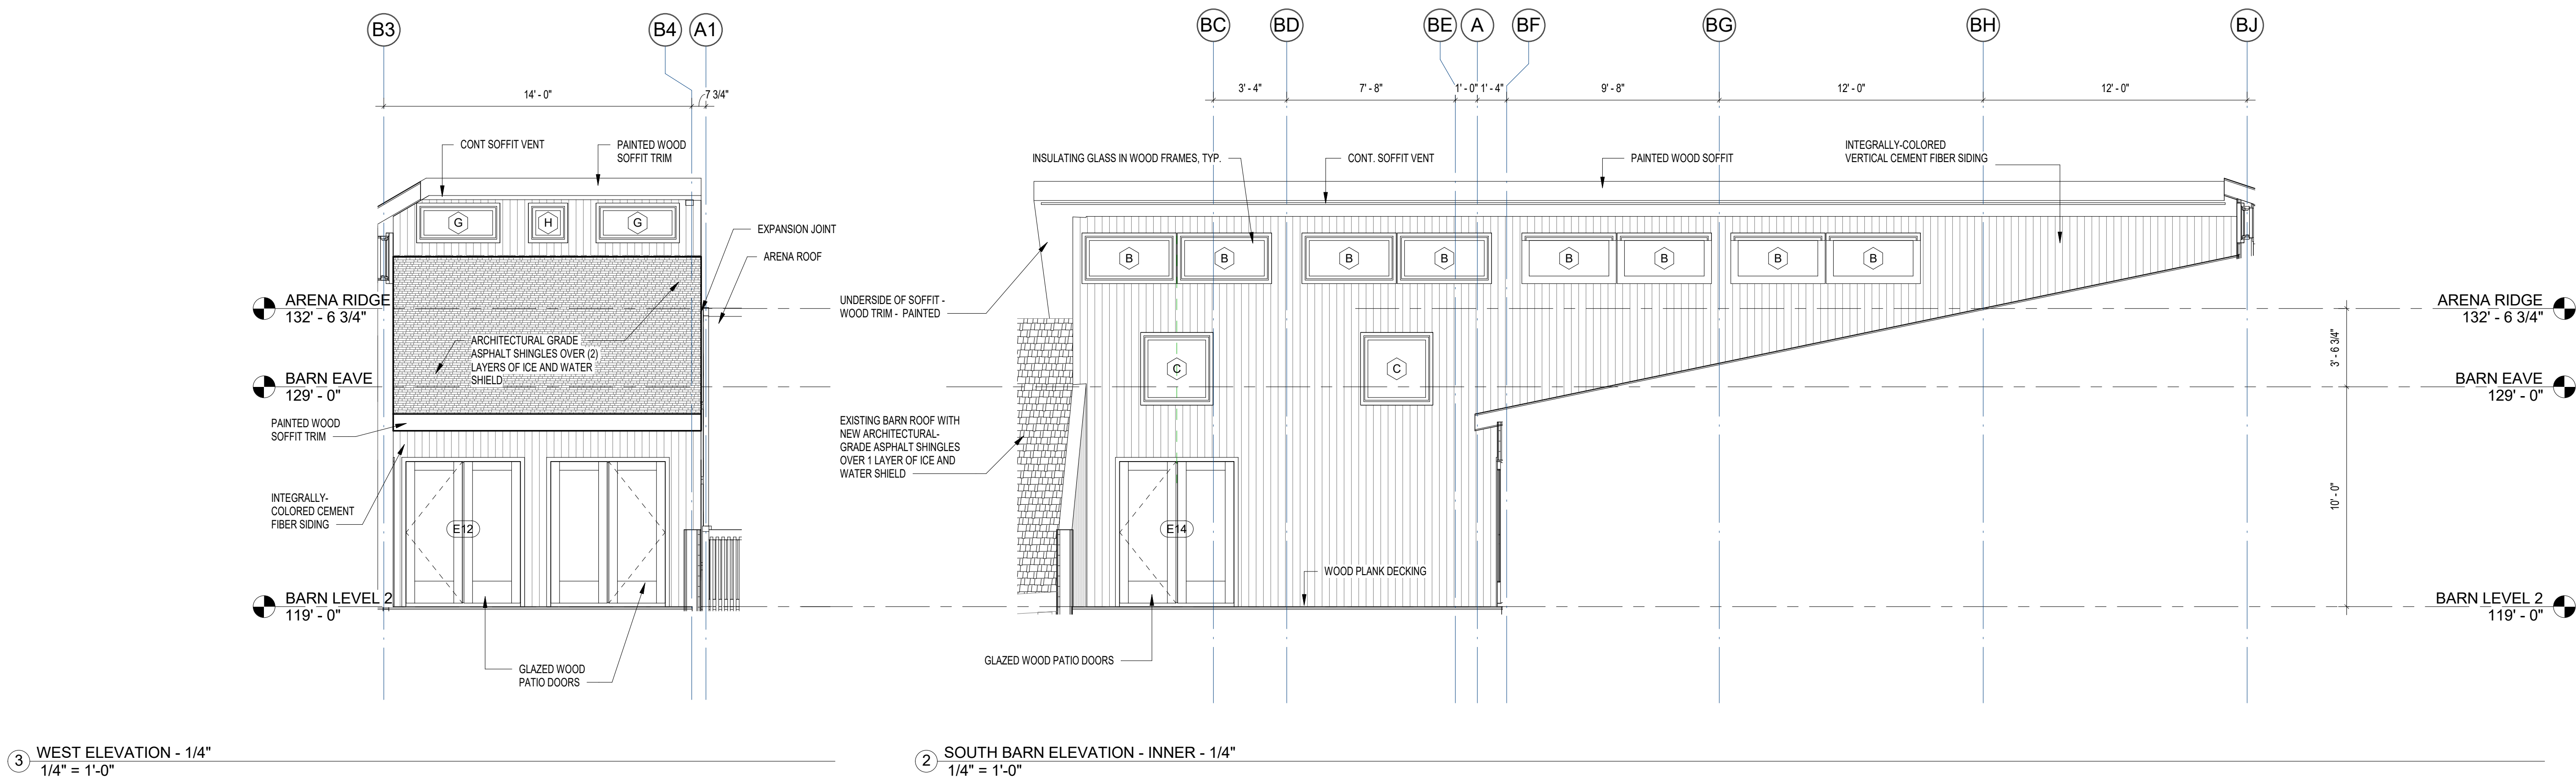 B3
B4
A1
14' - 0"
7 3/4"
CONT SOFFIT VENT
PAINTED WOOD
SOFFIT TRIM
G
H
G
EXPANSION JOINT
ARENA ROOF
ARENA RIDGE
132' - 6 3/4"
ARCHITECTURAL GRADE
ASPHALT SHINGLES OVER (2)
LAYERS OF ICE AND WATER
SHIELD
BARN EAVE
129' - 0"
PAINTED WOOD
SOFFIT TRIM
INTEGRALLY-
COLORED CEMENT
FIBER SIDING
E12
BARN LEVEL 2
119' - 0"
GLAZED WOOD
PATIO DOORS
3
WEST ELEVATION - 1/4"
1/4" = 1'-0"
BC
BD
BE
A
BF
BG
BH
BJ
3' - 4"
7' - 8"
1' - 0"
1' - 4"
9' - 8"
12' - 0"
12' - 0"
INSULATING GLASS IN WOOD FRAMES, TYP.
CONT. SOFFIT VENT
PAINTED WOOD SOFFIT
INTEGRALLY-COLORED
VERTICAL CEMENT FIBER SIDING
B
B
B
B
B
B
B
B
UNDERSIDE OF SOFFIT -
WOOD TRIM - PAINTED
ARENA RIDGE
132' - 6 3/4"
3' - 6 3/4"
C
C
BARN EAVE
129' - 0"
EXISTING BARN ROOF WITH
NEW ARCHITECTURAL-
GRADE ASPHALT SHINGLES
OVER 1 LAYER OF ICE AND
WATER SHIELD
10' - 0"
E14
WOOD PLANK DECKING
BARN LEVEL 2
119' - 0"
GLAZED WOOD PATIO DOORS
2
SOUTH BARN ELEVATION - INNER - 1/4"
1/4" = 1'-0"